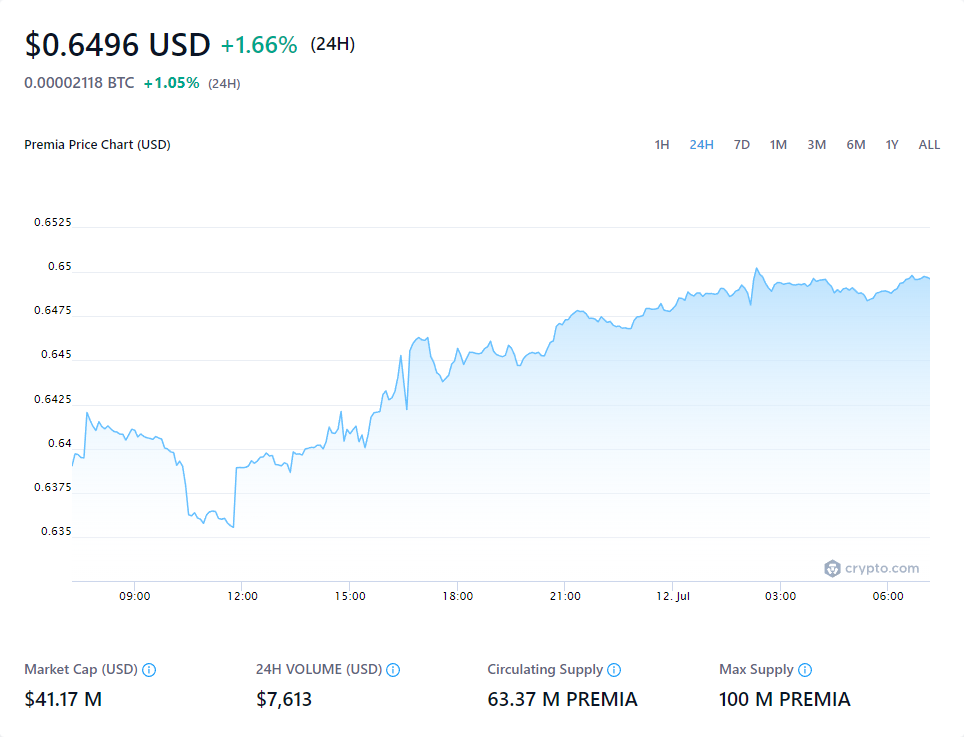 $0.6496 USD +1.66% (24H)
0.00002118 BTC +1.05% (24H)
Premia Price Chart (USD) 1H 24H 7D 1M 3M 6M 1Y ALL
0.6525
0.65
0.6475
0.645
0.6425
0.64
0.6375
0.635
crypto.com
09:00 12:00 15:00 18:00 21:00 12. Jul 03:00 06:00
Market Cap (USD) 24H VOLUME (USD) Circulating Supply Max Supply
$41.17 M $7,613 63.37 M PREMIA 100 M PREMIA